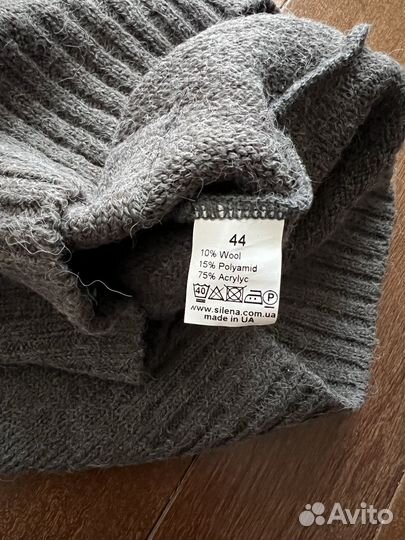 44
10% Wool
15% Polyamid
75% Acrylyc
40 P
www.silena.com.ua
made in UA
Avito